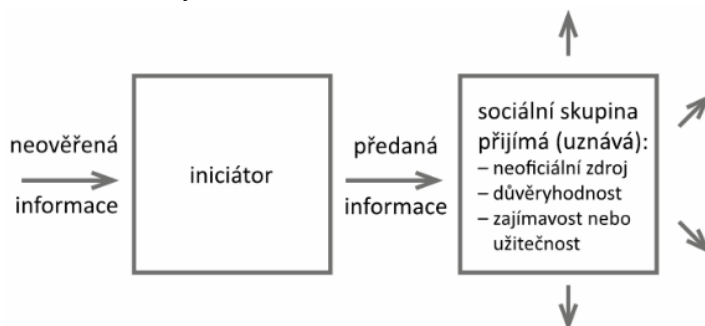 neověřená
informace
iniciátor
předaná
informace
sociální skupina
přijímá (uznává):
– neoficiální zdroj
– důvěryhodnost
– zajímavost nebo
užitečnost